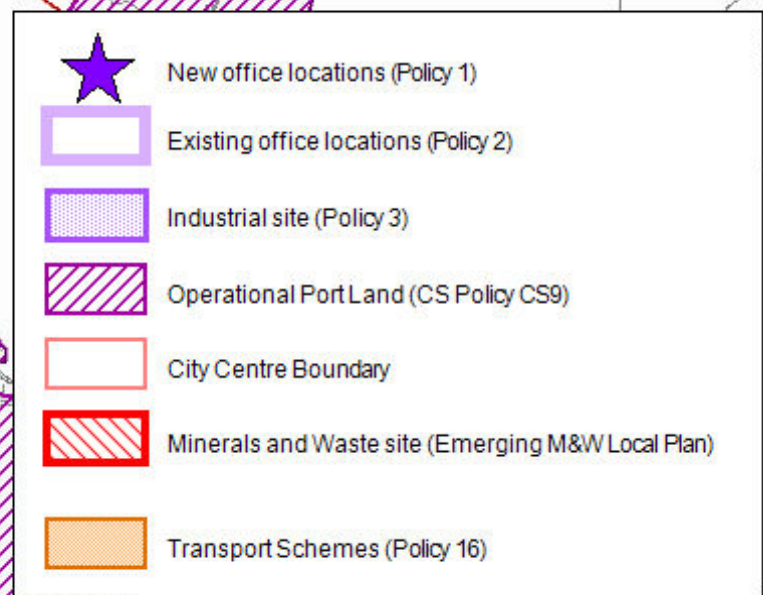 New office locations (Policy 1)
Existing office locations (Policy 2)
Industrial site (Policy 3)
Operational Port Land (CS Policy CS9)
City Centre Boundary
Minerals and Waste site (Emerging M&W Local Plan)
Transport Schemes (Policy 16)